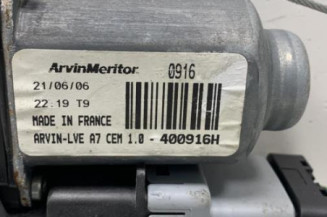 ArvinMeritor. 0916
21/06/06
22.19 T9
MADE IN FRANCE
ARVIN-LVE A7 CEM 1.0 - 400916H